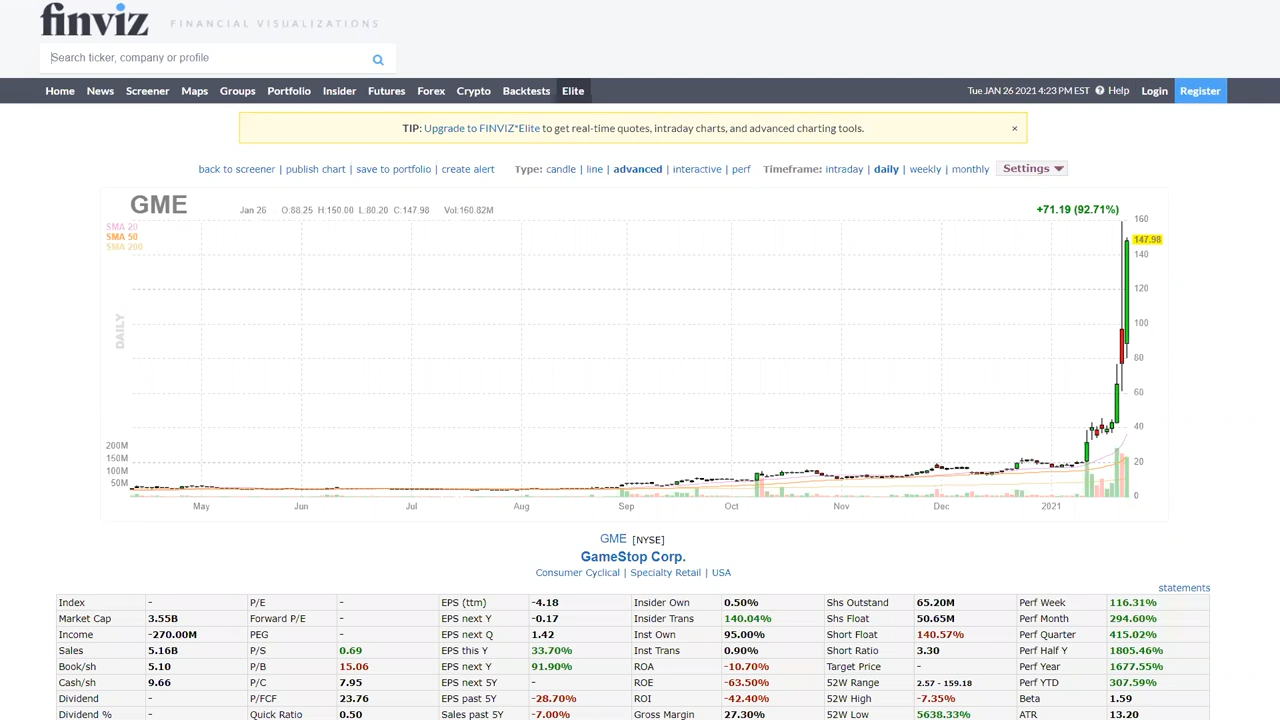 finviz FINANCIAL VISUALIZATIONS
Search ticker, company or profile
Home News Screener Maps Groups Portfolio Insider Futures Forex Crypto Backtests Elite Tue JAN 26 2021 4:23 PM EST Help Login Register
TIP: Upgrade to FINVIZ*Elite to get real-time quotes, intraday charts, and advanced charting tools. ×
back to screener | publish chart | save to portfolio | create alert Type: candle | line | advanced | interactive | perf Timeframe: intraday | daily | weekly | monthly Settings
GME Jan 26 O:88.25 H:150.00 L:80.20 C:147.98 Vol:160.82M +71.19 (92.71%)
SMA 20
SMA 50
SMA 200
DAILY
160
147.98
140
120
100
80
60
40
20
0
200M
150M
100M
50M
May Jun Jul Aug Sep Oct Nov Dec 2021
GME [NYSE]
GameStop Corp.
Consumer Cyclical | Specialty Retail | USA
statements
Index - P/E - EPS (ttm) -4.18 Insider Own 0.50% Shs Outstand 65.20M Perf Week 116.31%
Market Cap 3.55B Forward P/E - EPS next Y -0.17 Insider Trans 140.04% Shs Float 50.65M Perf Month 294.60%
Income -270.00M PEG - EPS next Q 1.42 Inst Own 95.00% Short Float 140.57% Perf Quarter 415.02%
Sales 5.16B P/S 0.69 EPS this Y 33.70% Inst Trans 0.90% Short Ratio 3.30 Perf Half Y 1805.46%
Book/sh 5.10 P/B 15.06 EPS next Y 91.90% ROA -10.70% Target Price - Perf Year 1677.55%
Cash/sh 9.66 P/C 7.95 EPS next 5Y - ROE -63.50% 52W Range 2.57 - 159.18 Perf YTD 307.59%
Dividend - P/FCF 23.76 EPS past 5Y -28.70% ROI -42.40% 52W High -7.35% Beta 1.59
Dividend % - Quick Ratio 0.50 Sales past 5Y -7.00% Gross Margin 27.30% 52W Low 5638.33% ATR 13.20